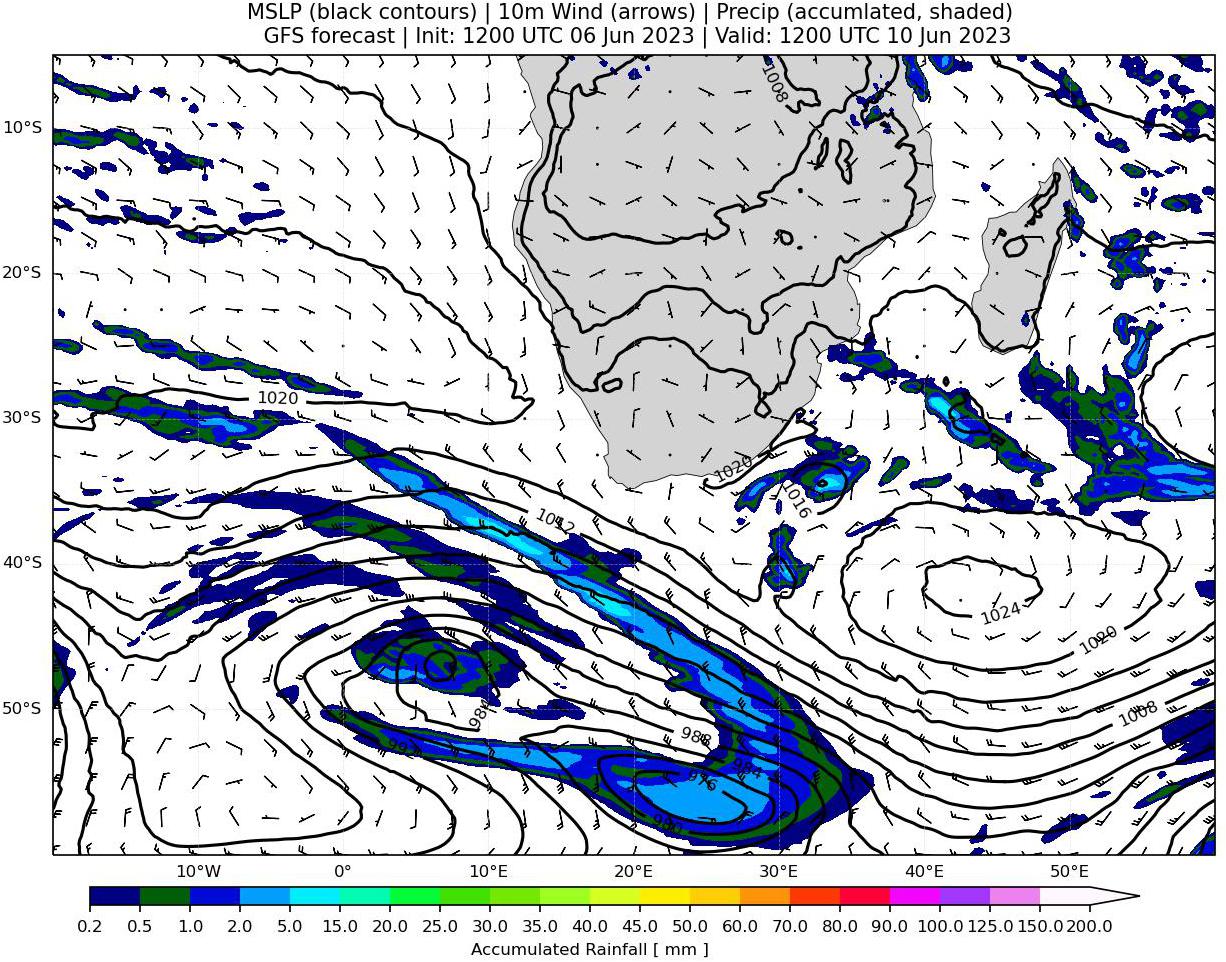 MSLP (black contours) | 10m Wind (arrows) | Precip (accumlated, shaded)
GFS forecast | Init: 1200 UTC 06 Jun 2023 | Valid: 1200 UTC 10 Jun 2023
1008
10°S
20°S
1020
30°S
1020
1016
1012
40°S
1024
1020
50°S
984
1008
988
992
984
976
980
10°W 0° 10°E 20°E 30°E 40°E 50°E
0.2 0.5 1.0 2.0 5.0 10.0 15.0 20.0 25.0 30.0 35.0 40.0 45.0 50.0 60.0 70.0 80.0 90.0 100.0 125.0 150.0 200.0
Accumulated Rainfall [ mm ]